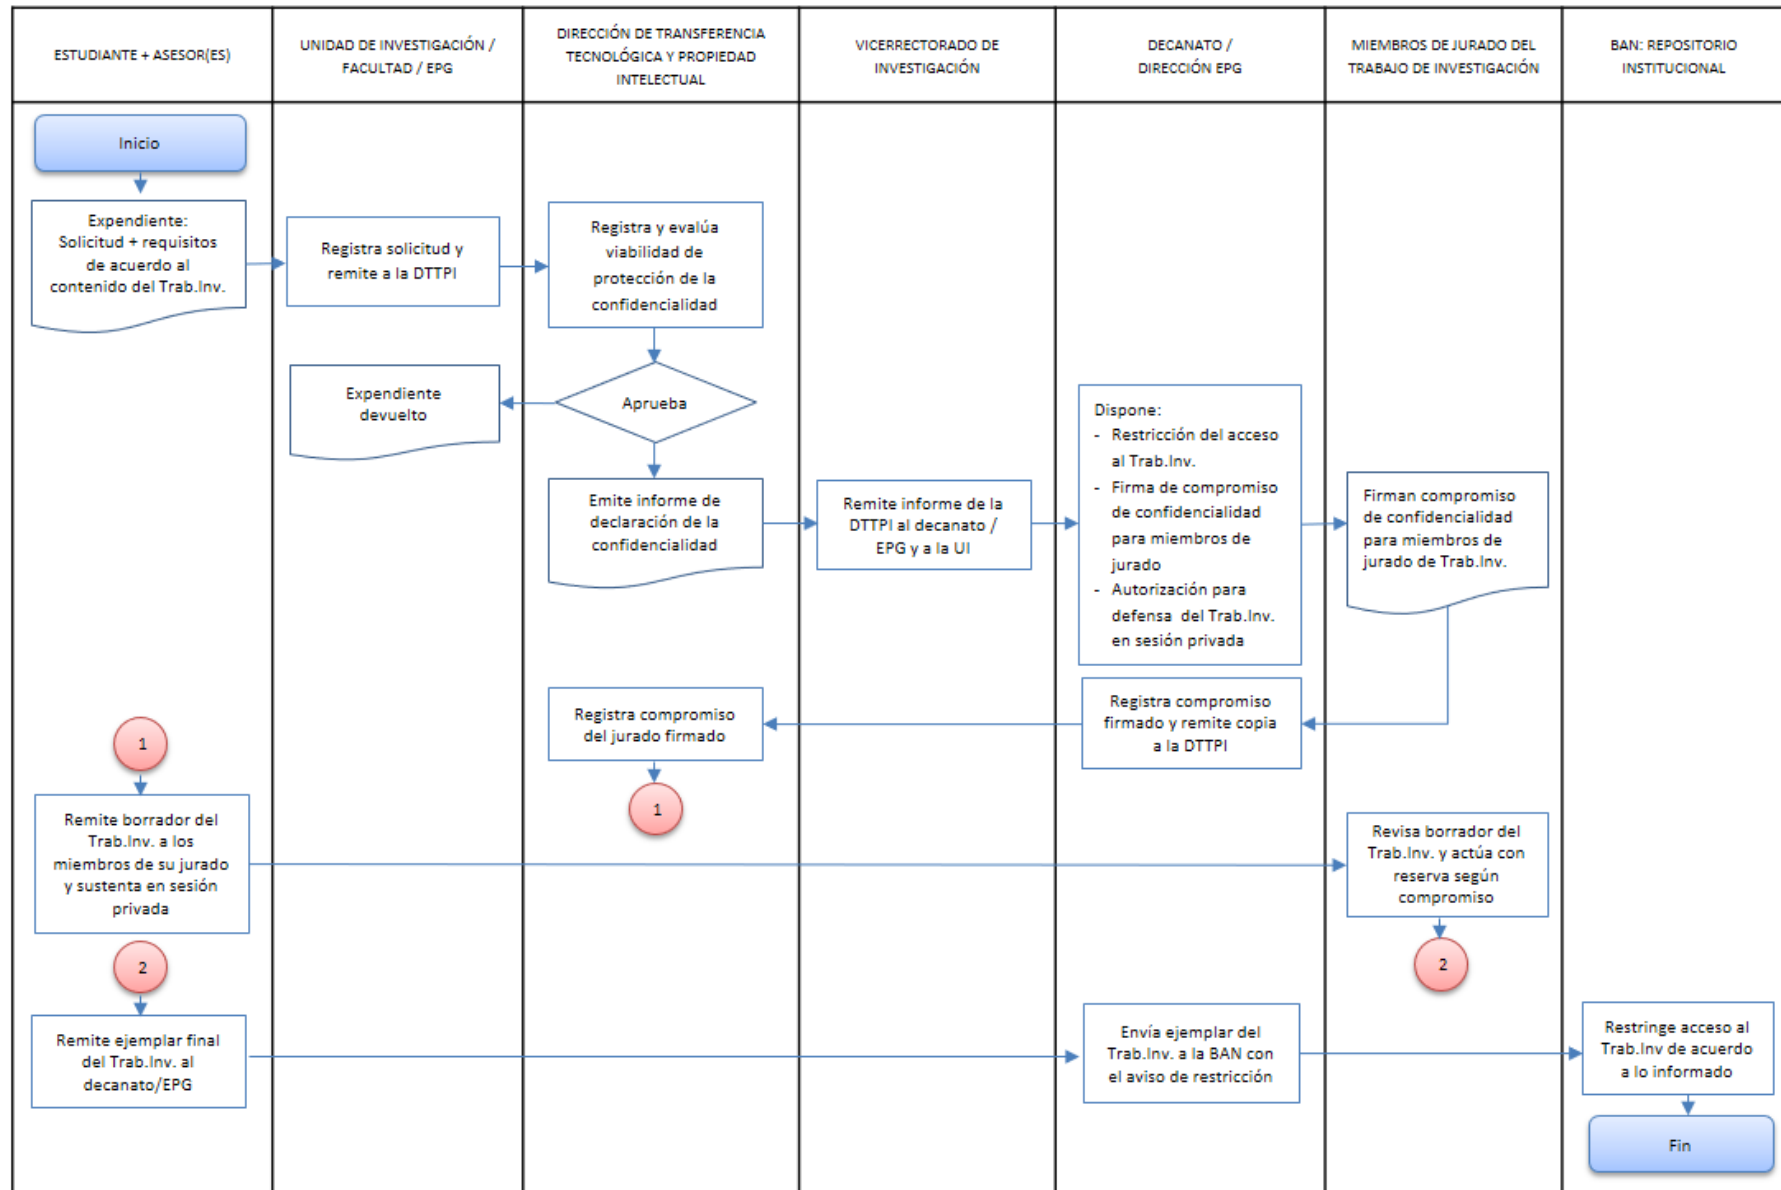 ESTUDIANTE + ASESOR(ES)
UNIDAD DE INVESTIGACIÓN /
FACULTAD / EPG
DIRECCIÓN DE TRANSFERENCIA
TECNOLÓGICA Y PROPIEDAD
INTELECTUAL
VICERRECTORADO DE
INVESTIGACIÓN
DECANATO /
DIRECCIÓN EPG
MIEMBROS DE JURADO DEL
TRABAJO DE INVESTIGACIÓN
BAN: REPOSITORIO
INSTITUCIONAL
Inicio
Expendiente:
Solicitud + requisitos
de acuerdo al
contenido del Trab.Inv.
Registra solicitud y
remite a la DTTPI
Registra y evalúa
viabilidad de
protección de la
confidencialidad
Expendiente
devuelto
Aprueba
Emite informe de
declaración de la
confidencialidad
Remite informe de la
DTTPI al decanato /
EPG y a la UI
Dispone:
- Restricción del acceso
al Trab.Inv.
- Firma de compromiso
de confidencialidad
para miembros de
jurado
- Autorización para
defensa del Trab.Inv.
en sesión privada
Firman compromiso
de confidencialidad
para miembros de
jurado de Trab.Inv.
Registra compromiso
del jurado firmado
Registra compromiso
firmado y remite copia
a la DTTPI
1
1
Remite borrador del
Trab.Inv. a los
miembros de su jurado
y sustenta en sesión
privada
Revisa borrador del
Trab.Inv. y actúa con
reserva según
compromiso
2
2
Remite ejemplar final
del Trab.Inv. al
decanato/EPG
Envía ejemplar del
Trab.Inv. a la BAN con
el aviso de restricción
Restringe acceso al
Trab.Inv de acuerdo
a lo informado
Fin